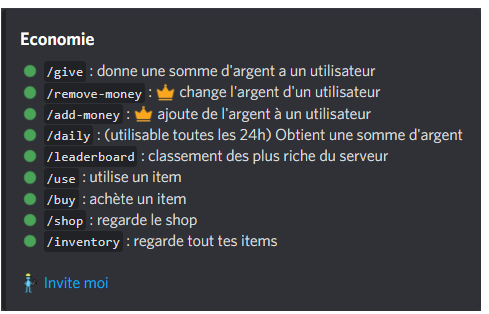 Economie
/give : donne une somme d'argent a un utilisateur
/remove-money : 👑 change l'argent d'un utilisateur
/add-money : 👑 ajoute de l'argent à un utilisateur
/daily : (utilisable toutes les 24h) Obtient une somme d'argent
/leaderboard : classement des plus riche du serveur
/use : utilise un item
/buy : achète un item
/shop : regarde le shop
/inventory : regarde tout tes items
Invite moi